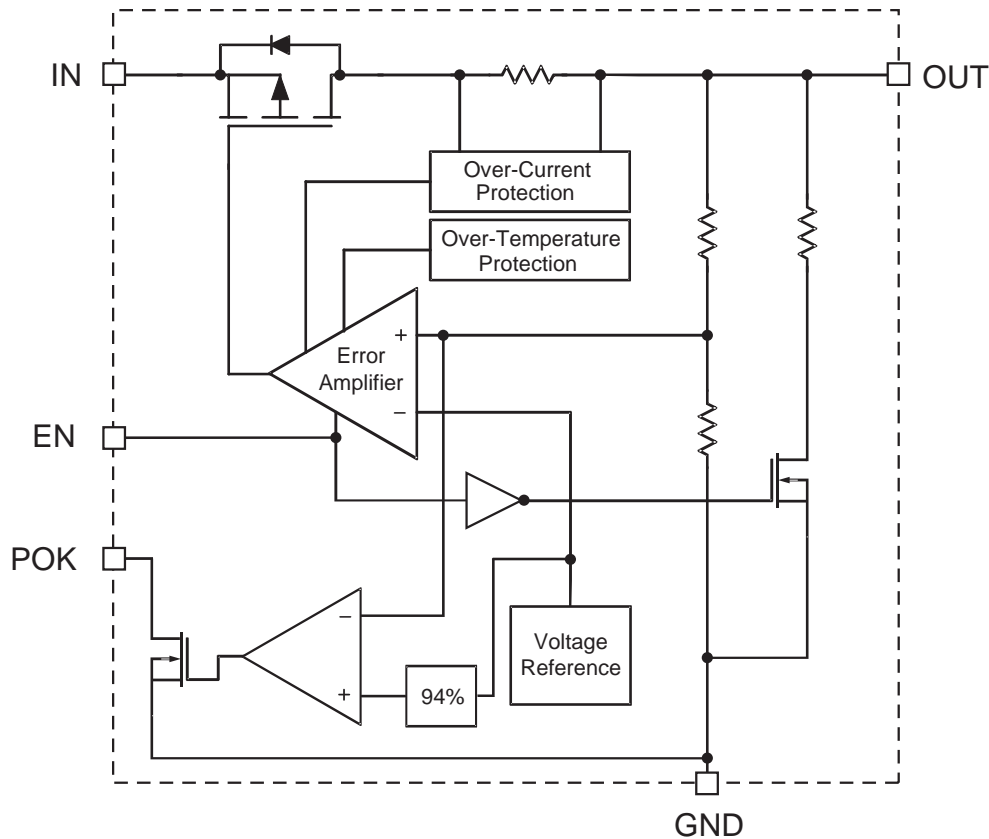 IN
OUT
Over-Current
Protection
Over-Temperature
Protection
+
Error
Amplifier
−
EN
POK
−
Voltage
Reference
+
94%
GND